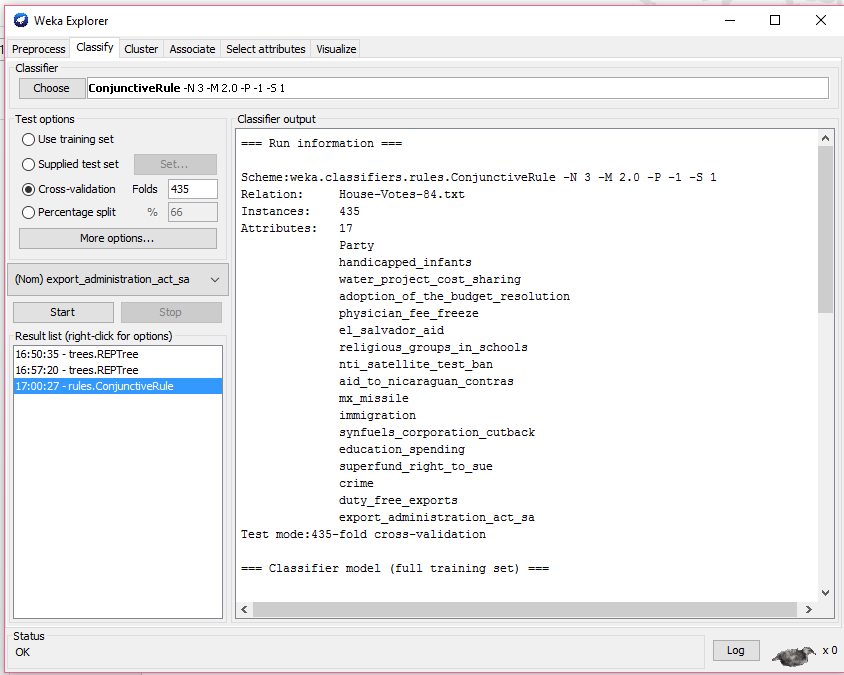 Weka Explorer
Preprocess Classify Cluster Associate Select attributes Visualize
Classifier
Choose ConjunctiveRule -N 3 -M 2.0 -P -1 -S 1
Test options
Use training set
Supplied test set Set...
Cross-validation Folds 435
Percentage split % 66
More options...
(Nom) export_administration_act_sa
Start Stop
Result list (right-click for options)
16:50:35 - trees.REPTree
16:57:20 - trees.REPTree
17:00:27 - rules.ConjunctiveRule
Classifier output
=== Run information ===
Scheme:weka.classifiers.rules.ConjunctiveRule -N 3 -M 2.0 -P -1 -S 1
Relation: House-Votes-84.txt
Instances: 435
Attributes: 17
Party
handicapped_infants
water_project_cost_sharing
adoption_of_the_budget_resolution
physician_fee_freeze
el_salvador_aid
religious_groups_in_schools
nti_satellite_test_ban
aid_to_nicaraguan_contras
mx_missile
immigration
synfuels_corporation_cutback
education_spending
superfund_right_to_sue
crime
duty_free_exports
export_administration_act_sa
Test mode:435-fold cross-validation
=== Classifier model (full training set) ===
Status
OK
Log
x 0